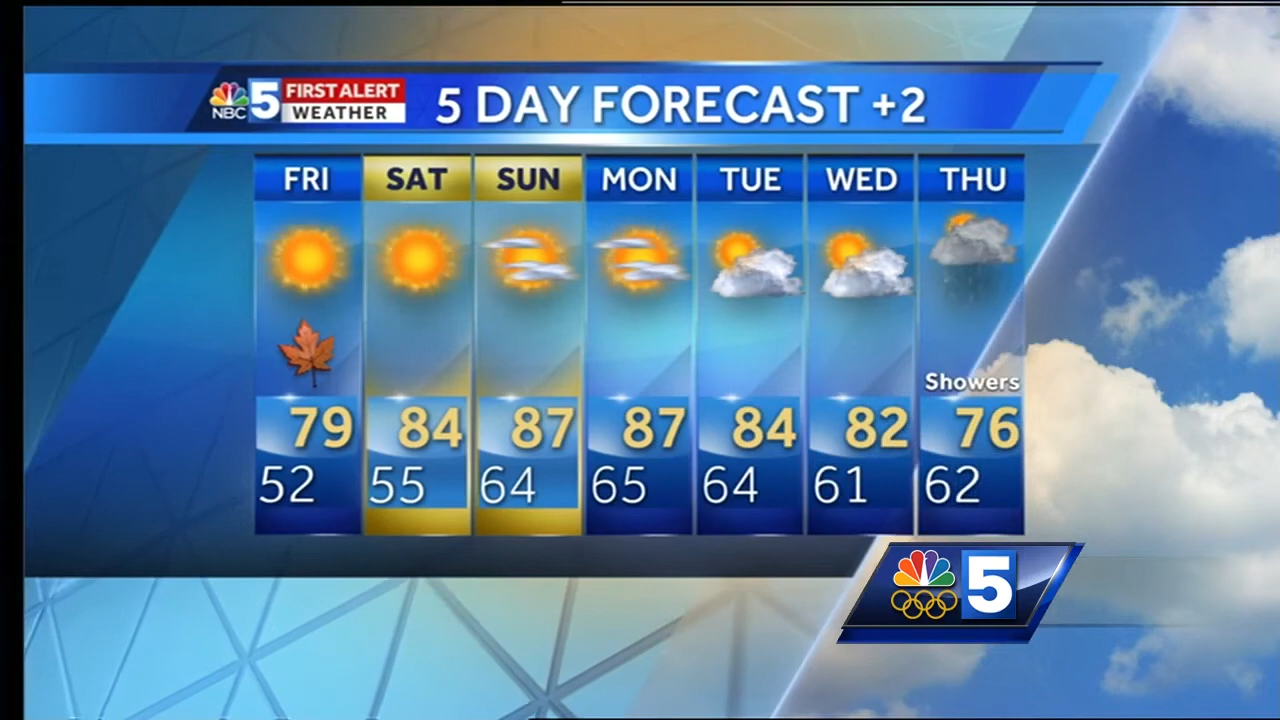 NBC 5 FIRST ALERT WEATHER
5 DAY FORECAST +2
FRI SAT SUN MON TUE WED THU
Showers
79 84 87 87 84 82 76
52 55 64 65 64 61 62
5